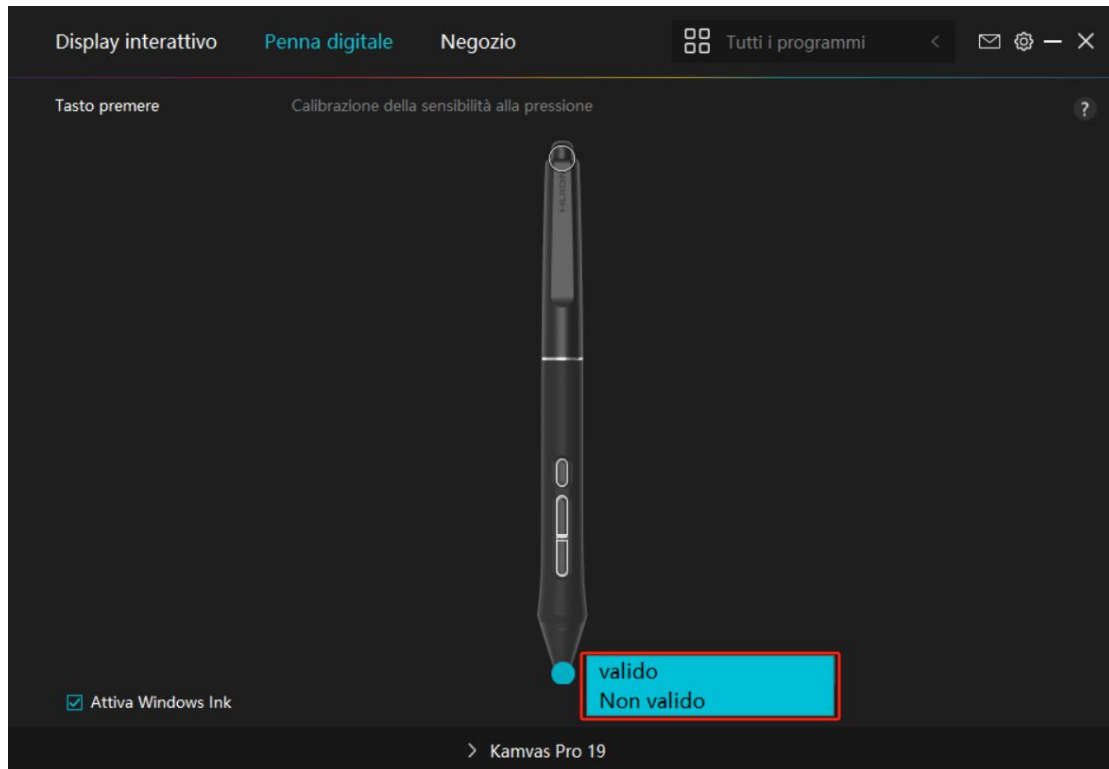 Display interattivo Penna digitale Negozio Tutti i programmi
Tasto premere Calibrazione della sensibilità alla pressione ?
HUION
valido
Non valido
Attiva Windows Ink
Kamvas Pro 19